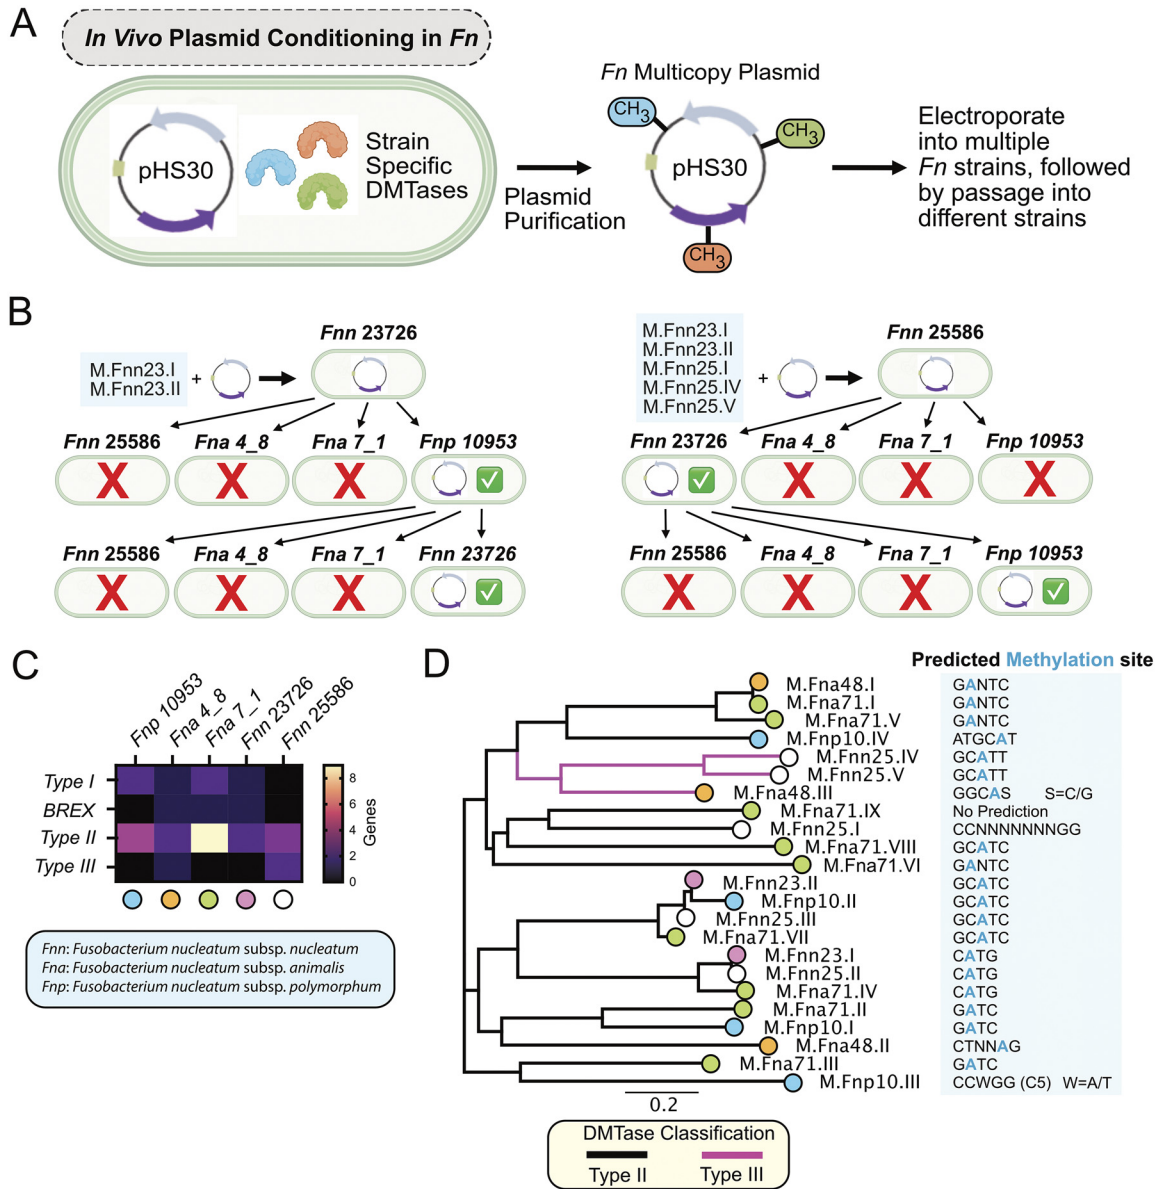 A
In Vivo Plasmid Conditioning in Fn
pHS30
Strain
Specific
DMTases
Plasmid
Purification
Fn Multicopy Plasmid
CH3
CH3
pHS30
CH3
Electroporate
into multiple
Fn strains, followed
by passage into
different strains
B
M.Fnn23.I
M.Fnn23.II
+
Fnn 23726
Fnn 25586
Fna 4_8
Fna 7_1
Fnp 10953
X
X
X
Fnn 25586
Fna 4_8
Fna 7_1
Fnn 23726
X
X
X
M.Fnn23.I
M.Fnn23.II
M.Fnn25.I
M.Fnn25.IV
M.Fnn25.V
+
Fnn 25586
Fnn 23726
Fna 4_8
Fna 7_1
Fnp 10953
X
X
X
Fnn 25586
Fna 4_8
Fna 7_1
Fnp 10953
X
X
X
C
Fnp 10953
Fna 4_8
Fna 7_1
Fnn 23726
Fnn 25586
Type I
BREX
Type II
Type III
8
6
4
2
0
Genes
Fnn: Fusobacterium nucleatum subsp. nucleatum
Fna: Fusobacterium nucleatum subsp. animalis
Fnp: Fusobacterium nucleatum subsp. polymorphum
D
Predicted Methylation site
M.Fna48.I GANTC
M.Fna71.I GANTC
M.Fna71.V GANTC
M.Fnp10.IV ATGCAT
M.Fnn25.IV GCATT
M.Fnn25.V GCATT
M.Fna48.III GGCAS S=C/G
M.Fna71.IX No Prediction
M.Fnn25.I CCNNNNNNNGG
M.Fna71.VIII GCATC
M.Fna71.VI GANTC
M.Fnn23.II GCATC
M.Fnp10.II GCATC
M.Fnn25.III GCATC
M.Fna71.VII GCATC
M.Fnn23.I CATG
M.Fnn25.II CATG
M.Fna71.IV CATG
M.Fna71.II GATC
M.Fnp10.I GATC
M.Fna48.II CTNNAG
M.Fna71.III GATC
M.Fnp10.III CCWGG (C5) W=A/T
0.2
DMTase Classification
Type II
Type III